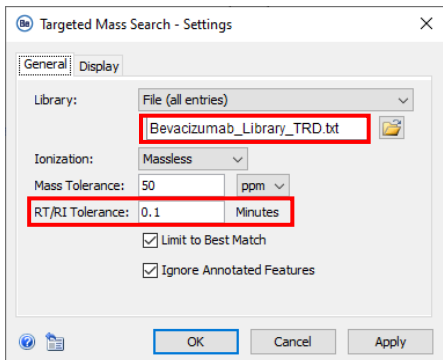 Be Targeted Mass Search - Settings
General Display
Library: File (all entries)
Bevacizumab_Library_TRD.txt
Ionization: Massless
Mass Tolerance: 50 ppm
RT/RI Tolerance: 0.1 Minutes
Limit to Best Match
Ignore Annotated Features
? OK Cancel Apply